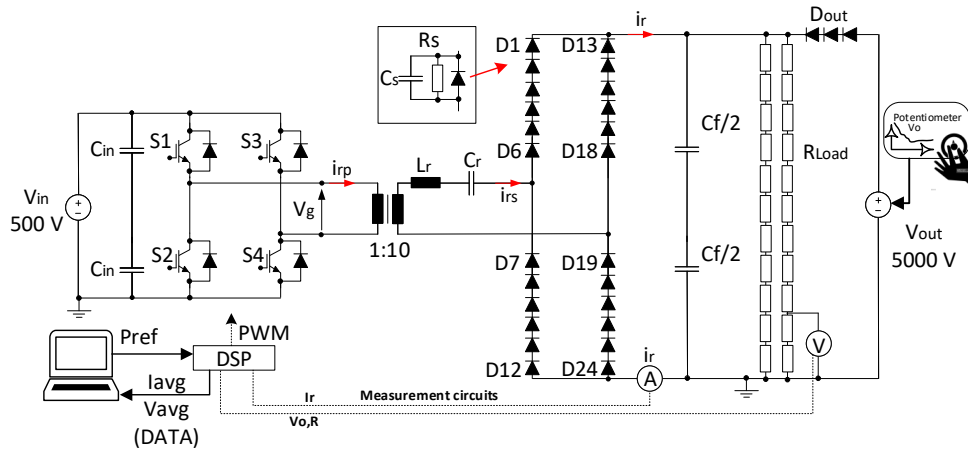 Rs
Cs
D1
D13
ir
Dout
Cin
S1
S3
D6
D18
Cf/2
RLoad
Potentiometer
Vo
Vin
500 V
irp
Vg
Lr
Cr
irs
1:10
Vout
5000 V
Cin
S2
S4
D7
D19
Cf/2
D12
D24
ir
A
V
Pref
PWM
DSP
Iavg
Vavg
(DATA)
Ir
Measurement circuits
Vo,R